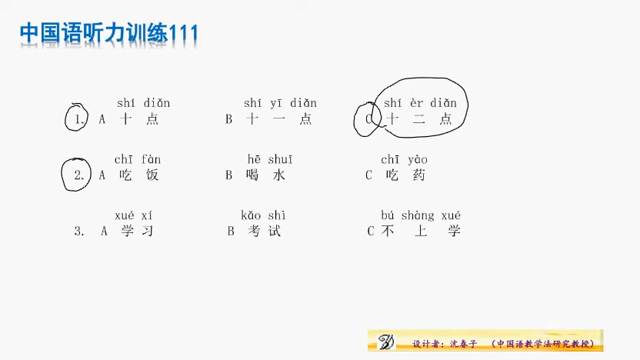 中国语听力训练111
shí diǎn shí yī diǎn shí èr diǎn
1. A 十 点 B 十 一 点 C 十 二 点
chī fàn hē shuǐ chī yào
2. A 吃 饭 B 喝 水 C 吃 药
xué xí kǎo shì bú shàng xué
3. A 学 习 B 考 试 C 不 上 学
设计者：沈春子 （中国语教学法研究教授）